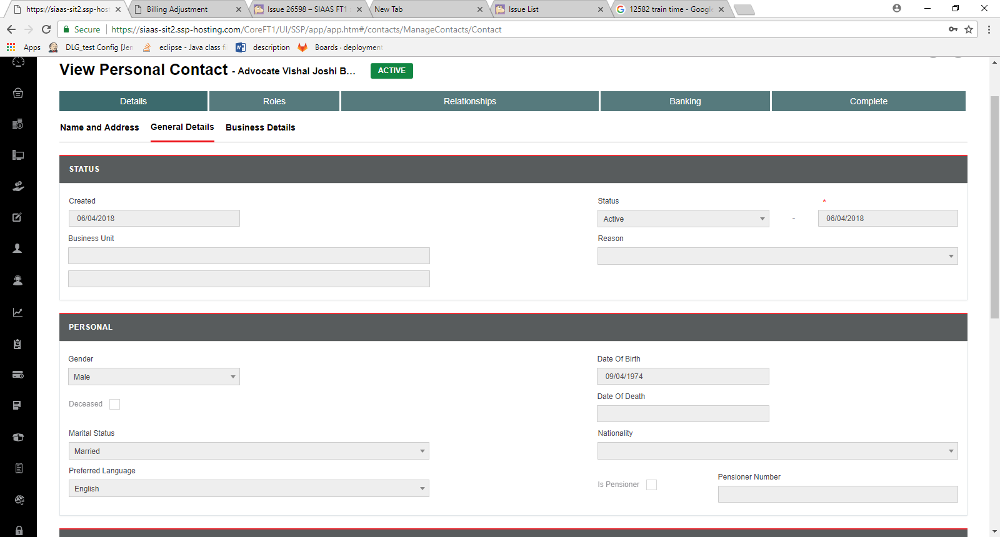 https://siaas-sit2.ssp-hos
Billing Adjustment
Issue 26598 – SIAAS FT1
New Tab
Issue List
12582 train time - Google
Secure
https://siaas-sit2.ssp-hosting.com/CoreFT1/UI/SSP/app/app.htm#/contacts/ManageContacts/Contact
Apps
DLG_test Config [Jen
eclipse - Java class fi
description
Boards · deployment
View Personal Contact - Advocate Vishal Joshi B...
ACTIVE
Details
Roles
Relationships
Banking
Complete
Name and Address
General Details
Business Details
STATUS
Created
Status
*
06/04/2018
Active
-
06/04/2018
Business Unit
Reason
PERSONAL
Gender
Date Of Birth
Male
09/04/1974
Deceased
Date Of Death
Marital Status
Nationality
Married
Preferred Language
Is Pensioner
Pensioner Number
English